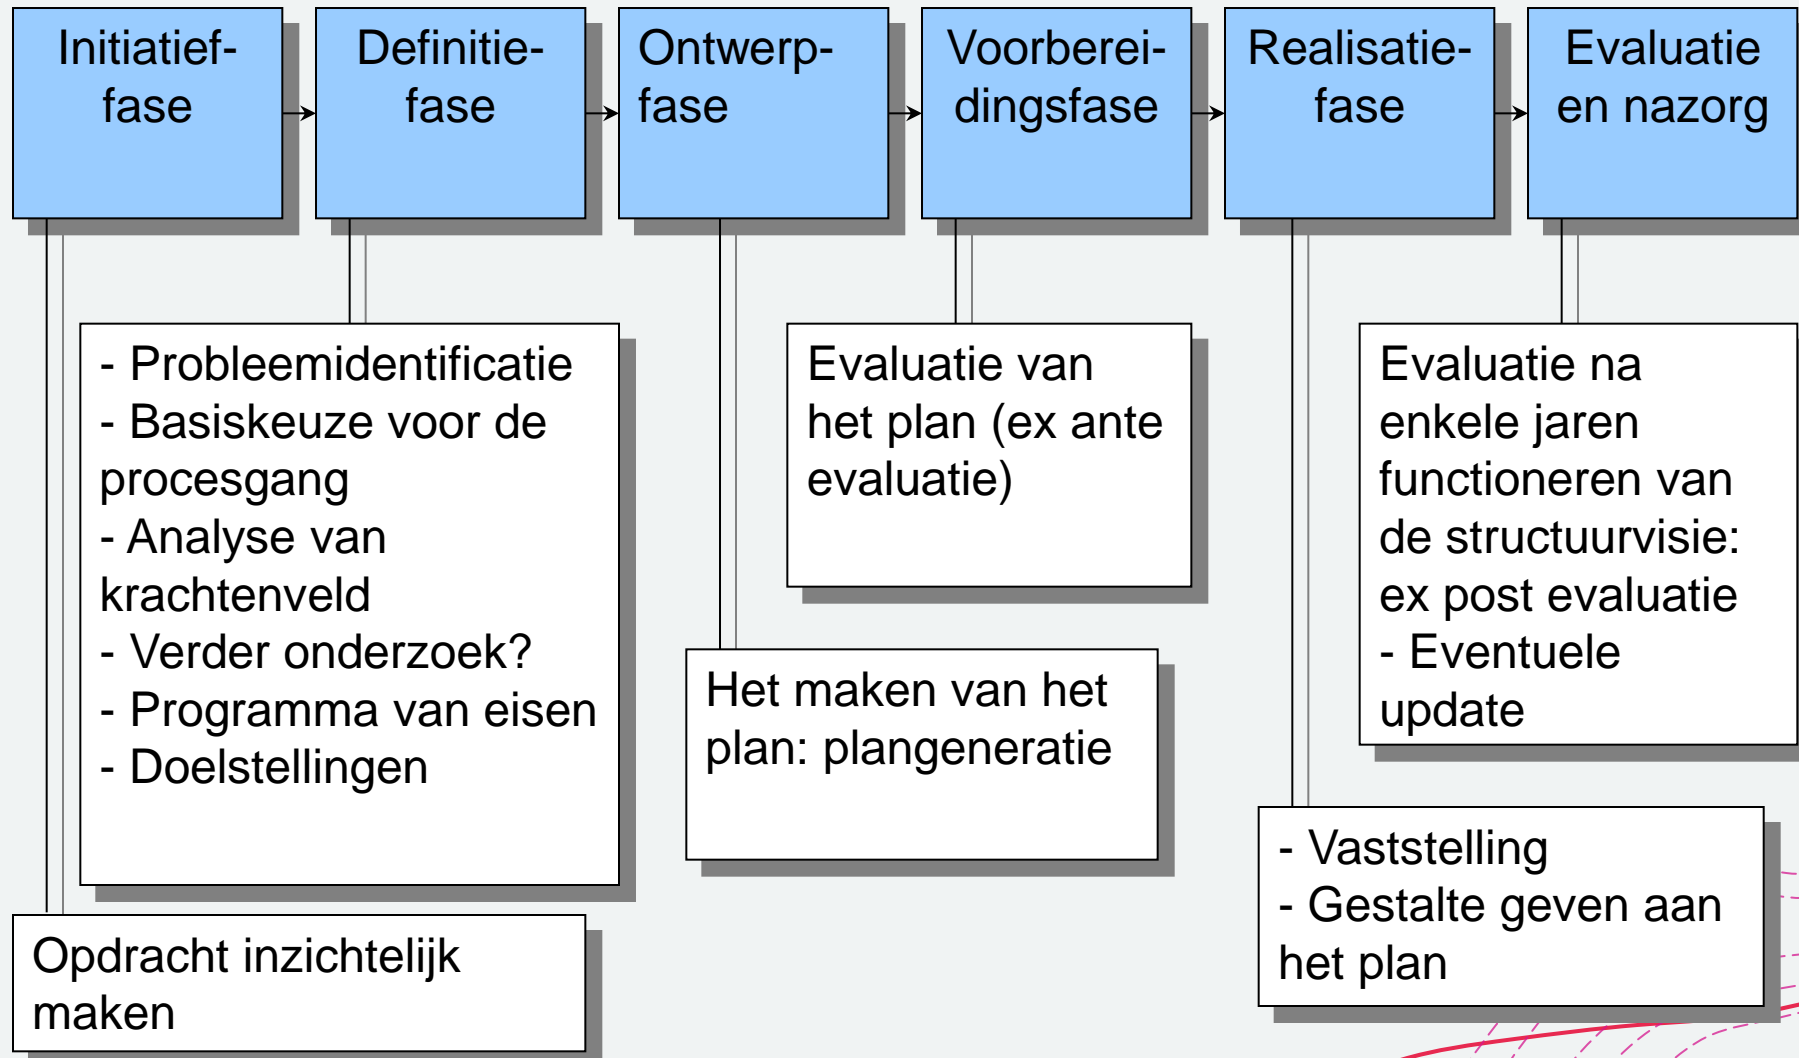 Initiatief-
fase
Definitie-
fase
Ontwerp-
fase
Voorberei-
dingsfase
Realisatie-
fase
Evaluatie
en nazorg
- Probleemidentificatie
- Basiskeuze voor de
procesgang
- Analyse van
krachtenveld
- Verder onderzoek?
- Programma van eisen
- Doelstellingen
Evaluatie van
het plan (ex ante
evaluatie)
Evaluatie na
enkele jaren
functioneren van
de structuurvisie:
ex post evaluatie
- Eventuele
update
Het maken van het
plan: plangeneratie
- Vaststelling
- Gestalte geven aan
het plan
Opdracht inzichtelijk
maken